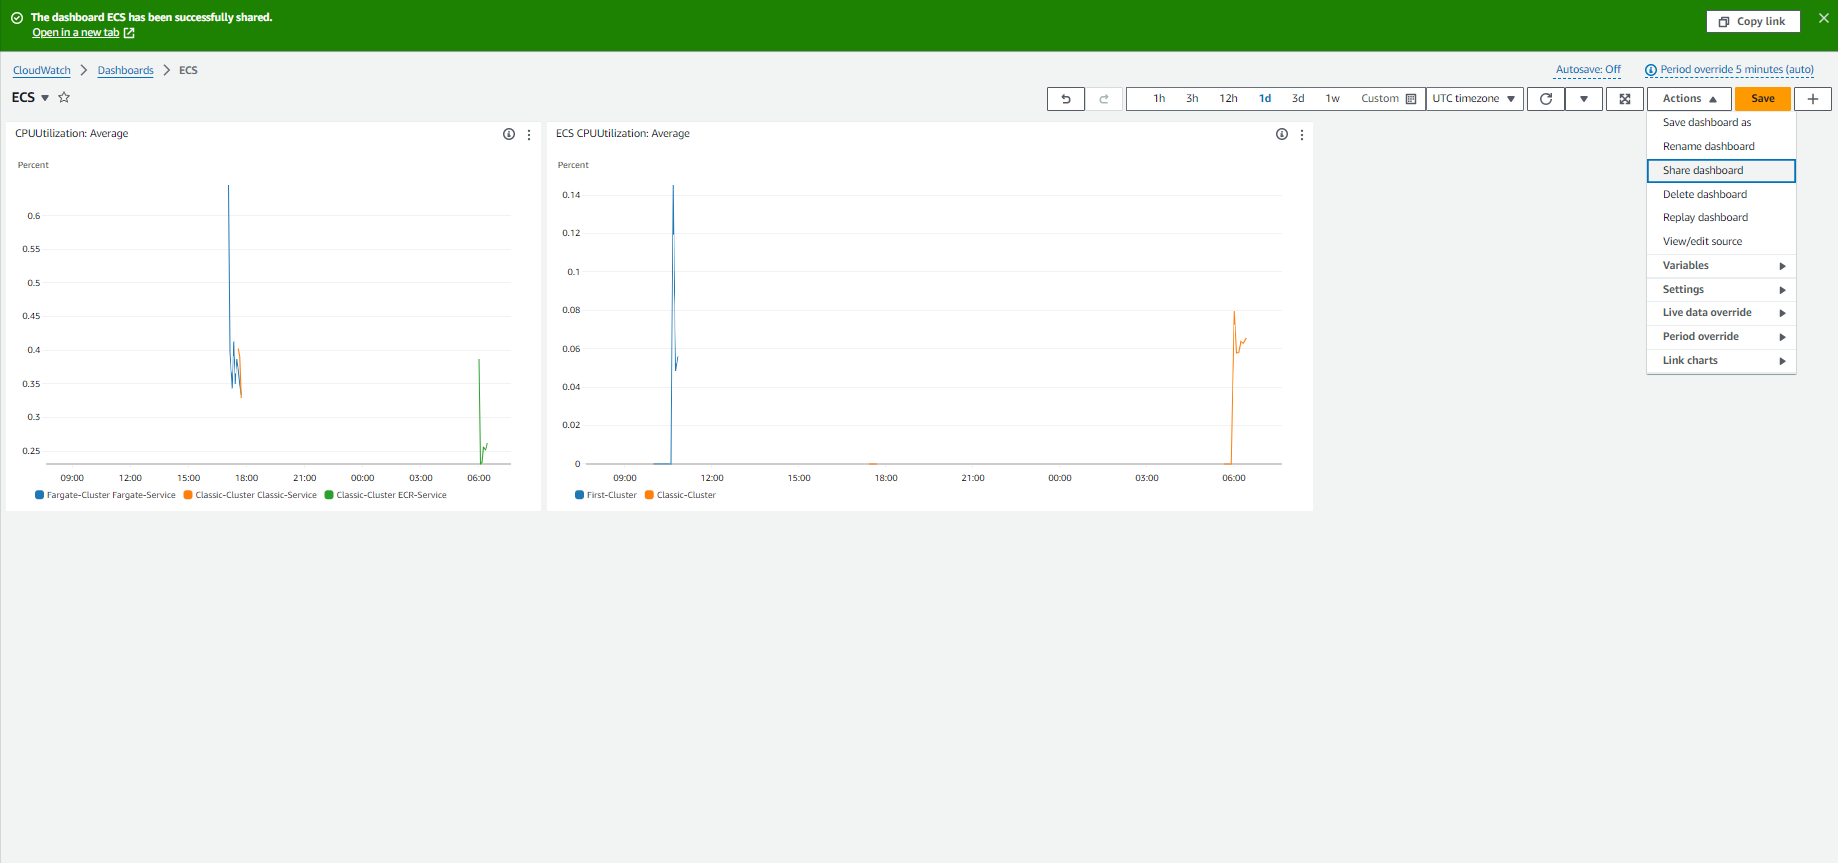 The dashboard ECS has been successfully shared.
Open in a new tab
Copy link
CloudWatch > Dashboards > ECS
Autosave: Off
Period override 5 minutes (auto)
ECS
1h 3h 12h 1d 3d 1w Custom
UTC timezone
Actions
Save
Save dashboard as
Rename dashboard
Share dashboard
Delete dashboard
Replay dashboard
View/edit source
Variables
Settings
Live data override
Period override
Link charts
CPUUtilization: Average
Percent
0.6
0.55
0.5
0.45
0.4
0.35
0.3
0.25
09:00 12:00 15:00 18:00 21:00 00:00 03:00 06:00
Fargate-Cluster Fargate-Service Classic-Cluster Classic-Service Classic-Cluster ECR-Service
ECS CPUUtilization: Average
Percent
0.14
0.12
0.1
0.08
0.06
0.04
0.02
0
09:00 12:00 15:00 18:00 21:00 00:00 03:00 06:00
First-Cluster Classic-Cluster